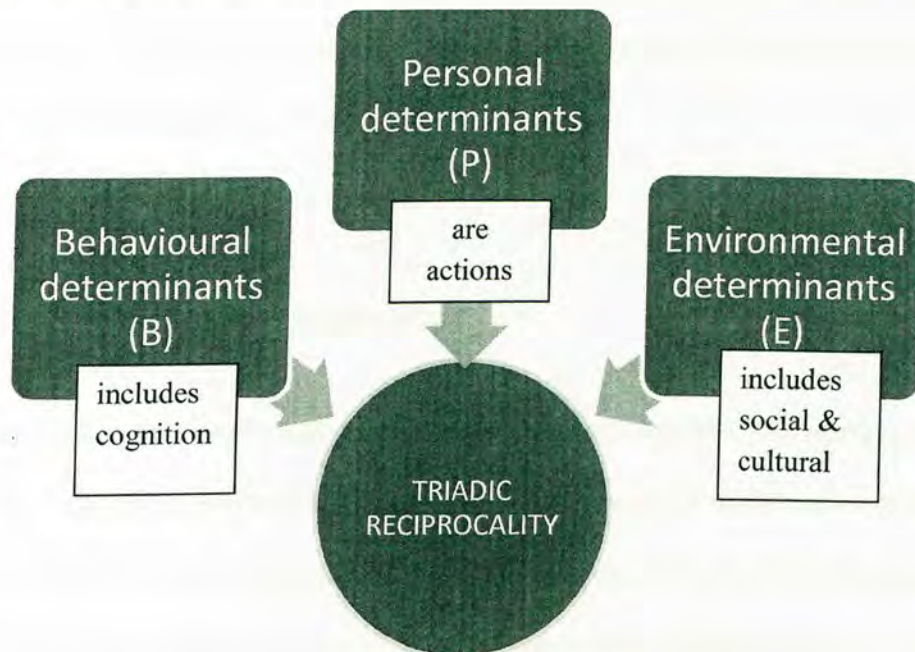 Personal
determinants
(P)
are
actions
Behavioural
determinants
(B)
includes
cognition
Environmental
determinants
(E)
includes
social &
cultural
TRIADIC
RECIPROCALITY